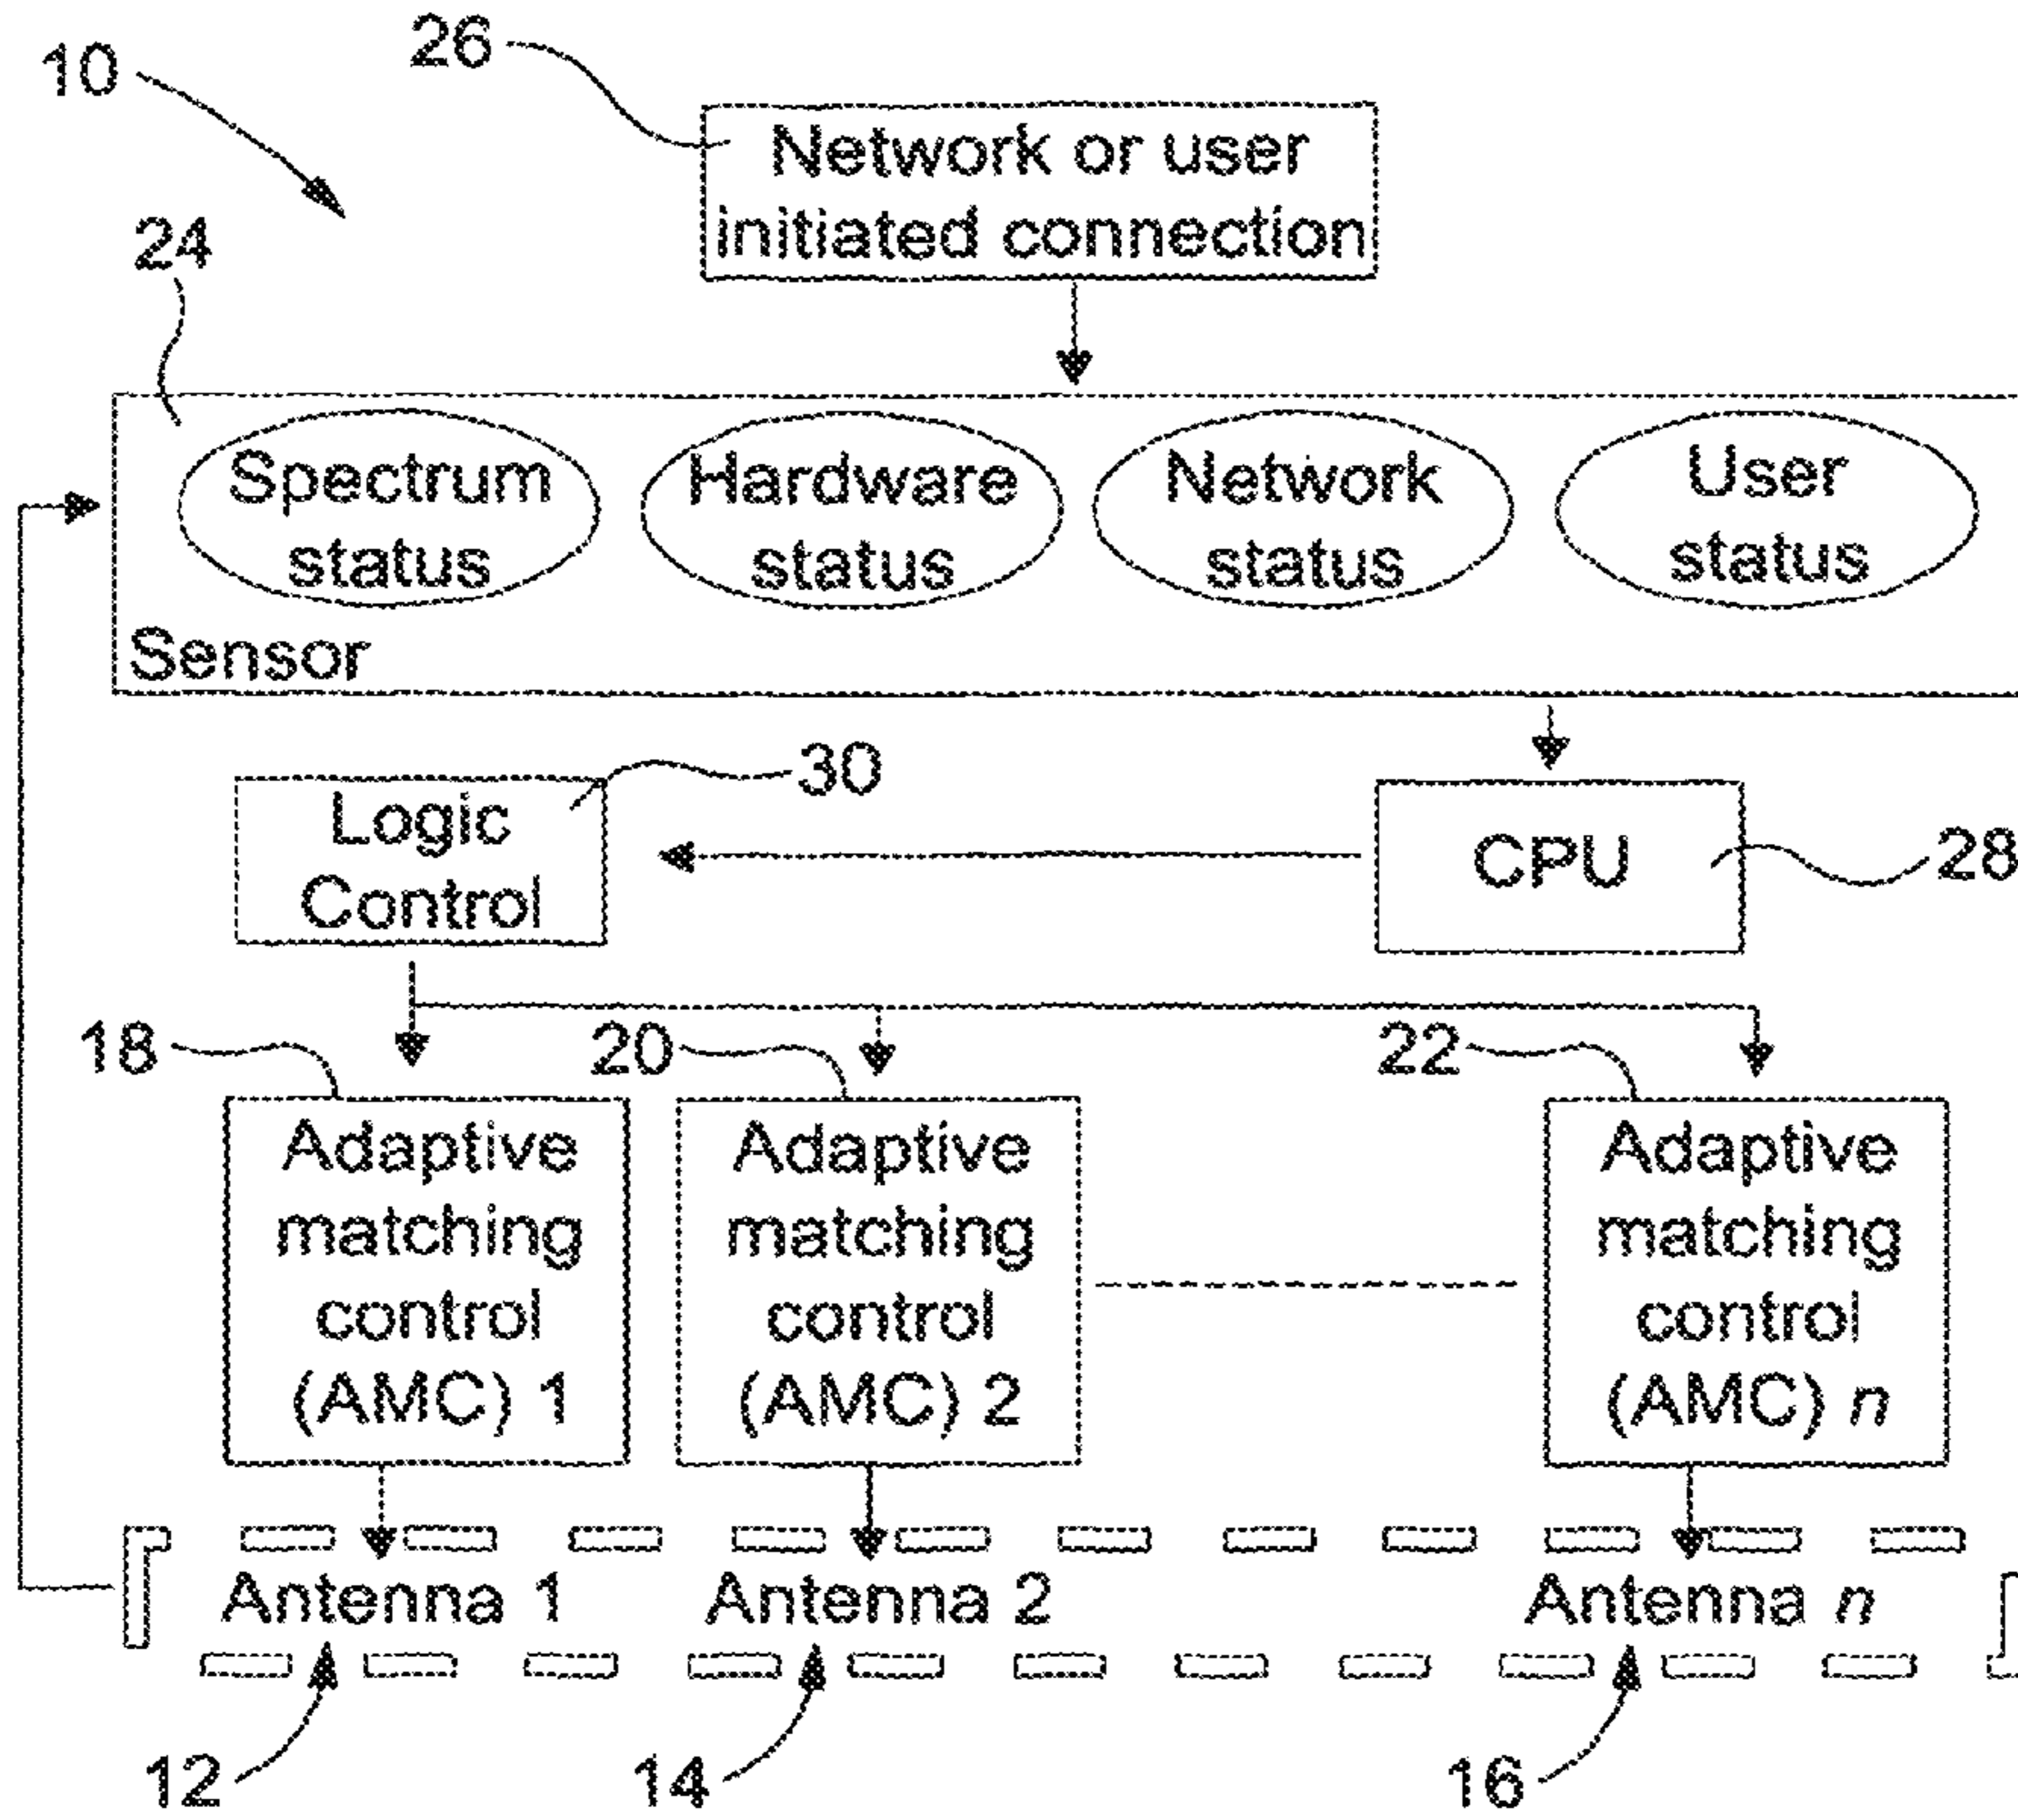 10
26
Network or user
initiated connection
24
Spectrum
status
Hardware
status
Network
status
User
status
Sensor
Logic
Control
30
CPU
28
18
20
22
Adaptive
matching
control
(AMC) 1
Adaptive
matching
control
(AMC) 2
Adaptive
matching
control
(AMC) n
Antenna 1
Antenna 2
Antenna n
12
14
16